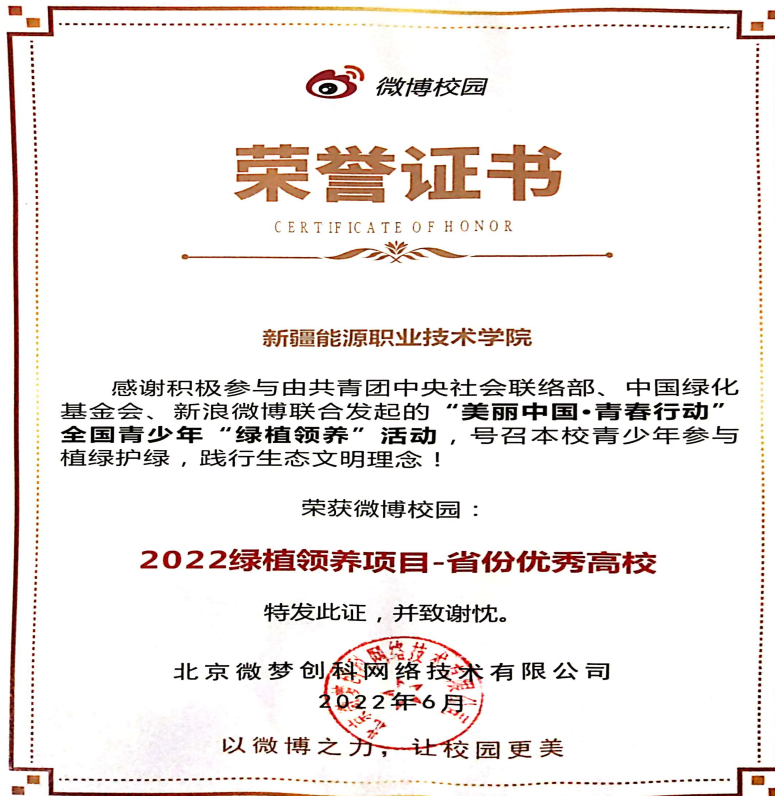 微博校园
荣誉证书
CERTIFICATE OF HONOR
新疆能源职业技术学院
感谢积极参与由共青团中央社会联络部、中国绿化
基金会、新浪微博联合发起的“美丽中国·青春行动”
全国青少年“绿植领养”活动，号召本校青少年参与
植绿护绿，践行生态文明理念！
荣获微博校园：
2022绿植领养项目-省份优秀高校
特发此证，并致谢忱。
北京微梦创科网络技术有限公司
2022年6月
以微博之力，让校园更美